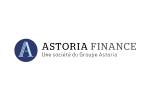 ASTORIA FINANCE
Une société du Groupe Astoria